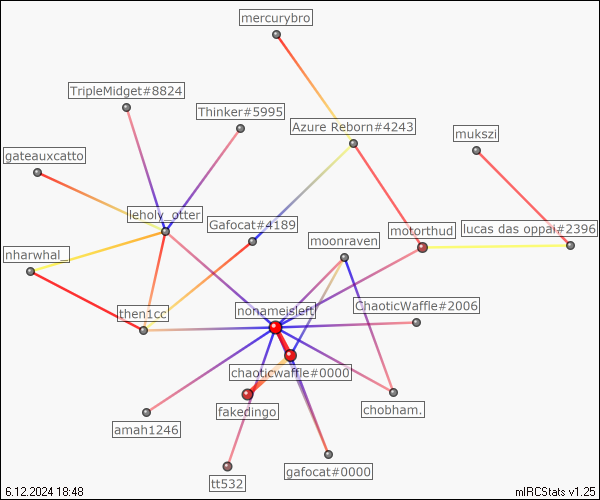 mercurybro
TripleMidget#8824
Thinker#5995
Azure Reborn#4243
mukszi
gateauxcatto
leholy_otter
Gafocat#4189
moonraven
motorthud
lucas das oppai#2396
nharwhal_
then1cc
nonameisleft
ChaoticWaffle#2006
chaoticwaffle#0000
fakedingo
chobham.
amah1246
tt532
gafocat#0000
6.12.2024 18:48
mIRCStats v1.25